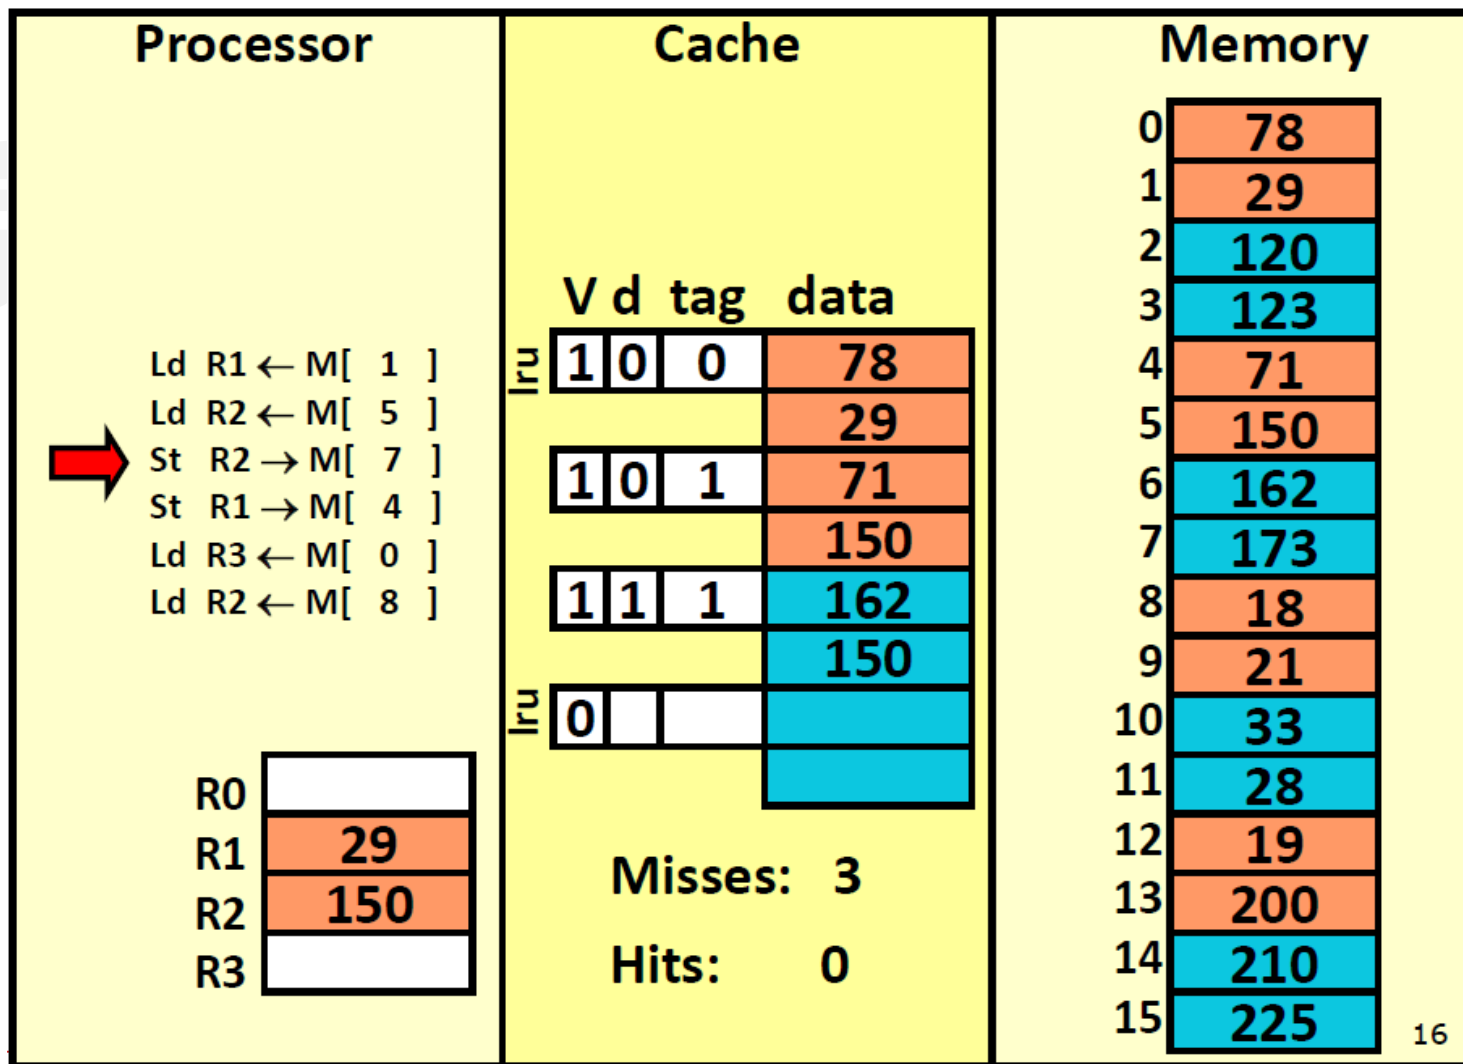 Processor
Ld R1 ← M[ 1 ]
Ld R2 ← M[ 5 ]
St R2 → M[ 7 ]
St R1 → M[ 4 ]
Ld R3 ← M[ 0 ]
Ld R2 ← M[ 8 ]
R0
R1 29
R2 150
R3
Cache
V d tag data
lru 1 0 0 78
29
1 0 1 71
150
1 1 1 162
150
lru 0
Misses: 3
Hits: 0
Memory
0 78
1 29
2 120
3 123
4 71
5 150
6 162
7 173
8 18
9 21
10 33
11 28
12 19
13 200
14 210
15 225
16